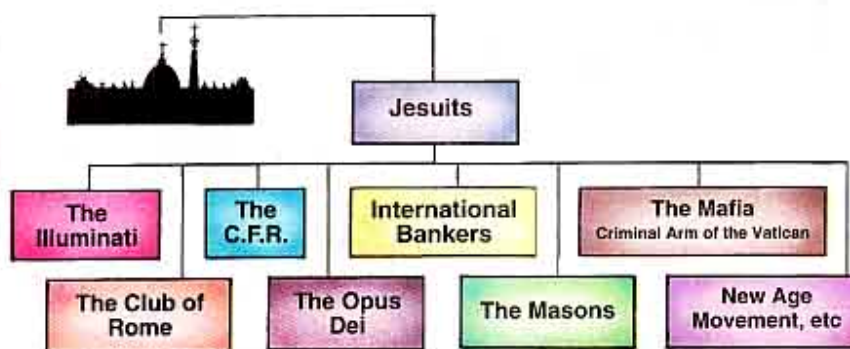 Jesuits
The
Illuminati
The
C.F.R.
International
Bankers
The Mafia
Criminal Arm of the Vatican
The Club of
Rome
The Opus
Dei
The Masons
New Age
Movement, etc